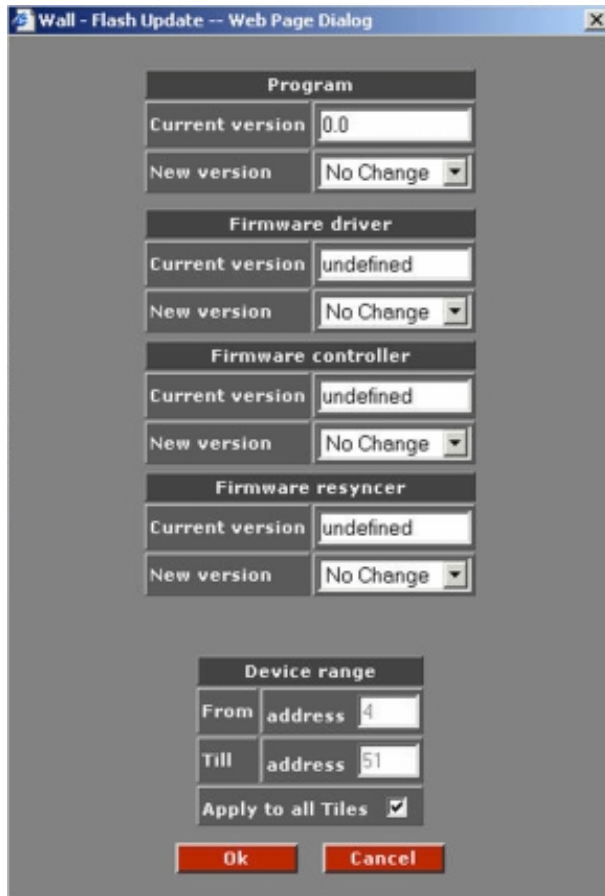 Wall - Flash Update -- Web Page Dialog
Program
Current version 0.0
New version No Change
Firmware driver
Current version undefined
New version No Change
Firmware controller
Current version undefined
New version No Change
Firmware resyncer
Current version undefined
New version No Change
Device range
From address 4
Till address 51
Apply to all Tiles
Ok Cancel